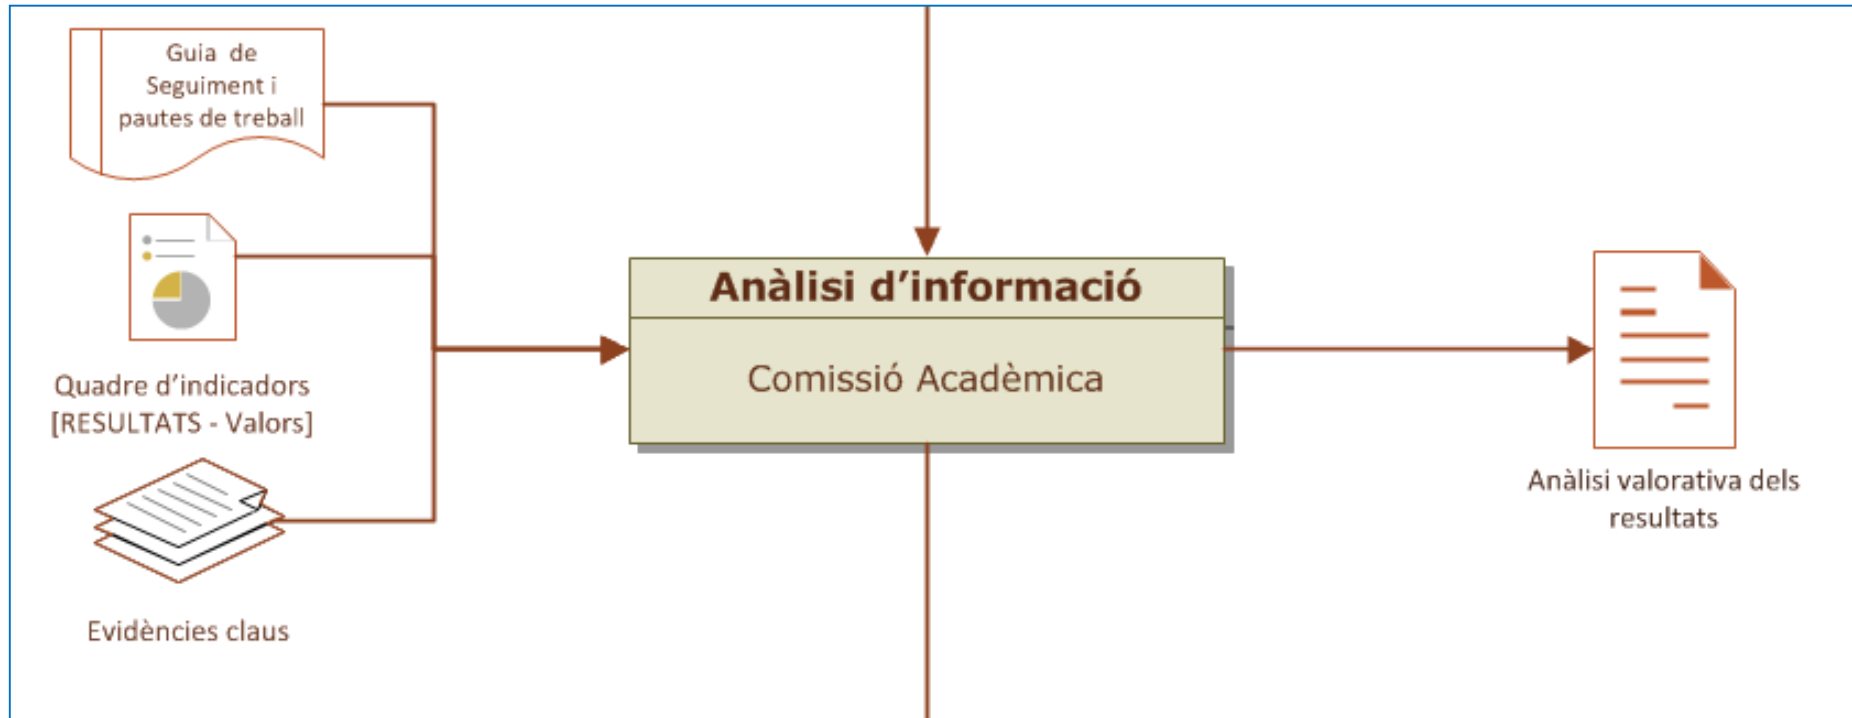 Guia de
Seguiment i
pautes de treball
Quadre d’indicadors
[RESULTATS - Valors]
Evidències claus
Anàlisi d’informació
Comissió Acadèmica
Anàlisi valorativa dels
resultats